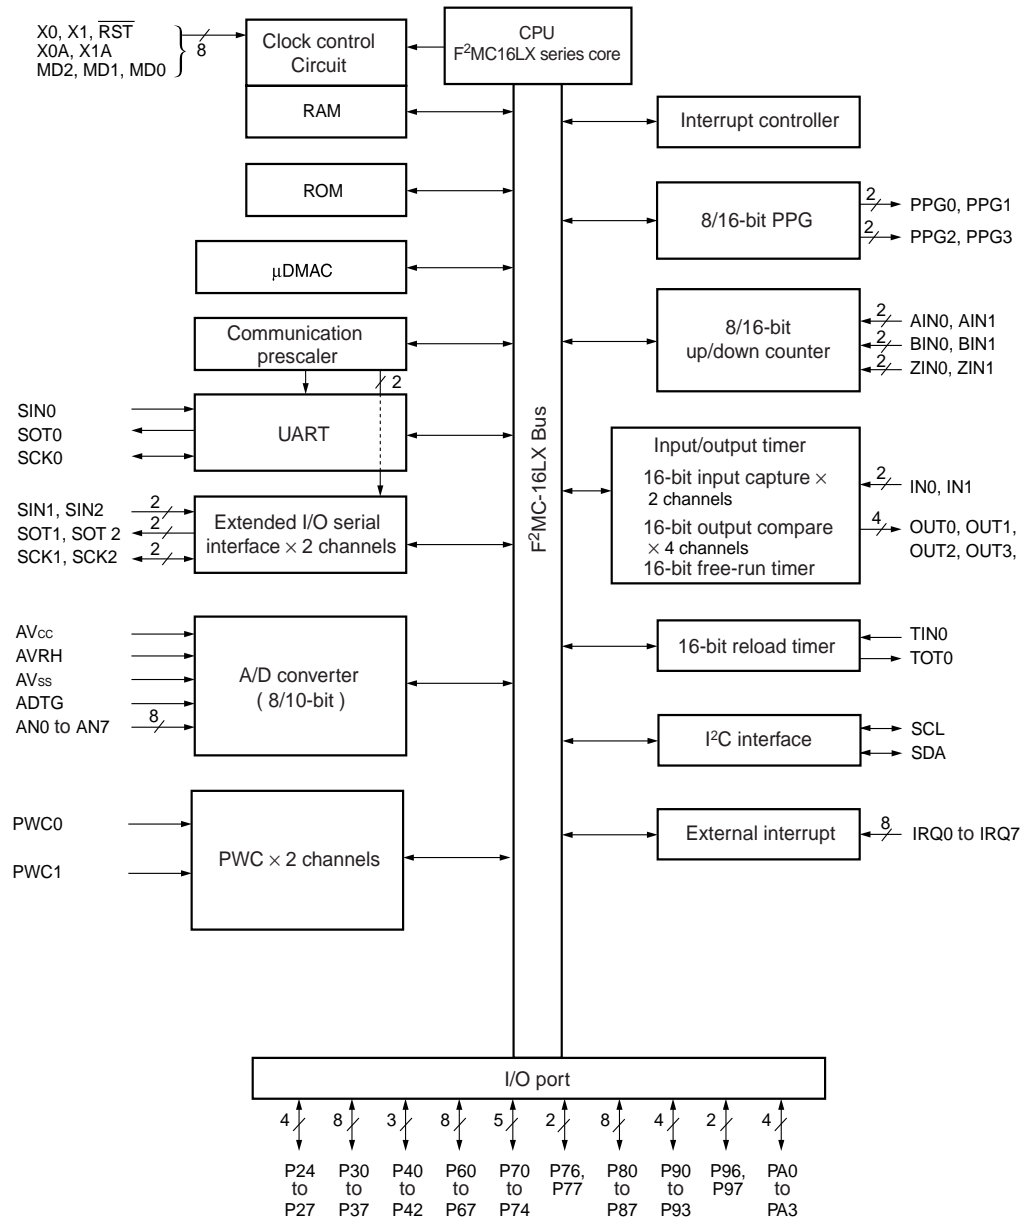 X0, X1, RST
X0A, X1A
MD2, MD1, MD0
8
Clock control
Circuit
CPU
F²MC16LX series core
RAM
Interrupt controller
ROM
8/16-bit PPG
2
PPG0, PPG1
2
PPG2, PPG3
µDMAC
Communication
prescaler
2
8/16-bit
up/down counter
2
AIN0, AIN1
2
BIN0, BIN1
2
ZIN0, ZIN1
SIN0
SOT0
SCK0
UART
F²MC-16LX Bus
Input/output timer
16-bit input capture ×
2 channels
16-bit output compare
× 4 channels
16-bit free-run timer
2
IN0, IN1
4
OUT0, OUT1,
OUT2, OUT3,
SIN1, SIN2
2
SOT1, SOT 2
2
SCK1, SCK2
2
Extended I/O serial
interface × 2 channels
AVcc
AVRH
AVss
ADTG
AN0 to AN7
8
A/D converter
( 8/10-bit )
16-bit reload timer
TIN0
TOT0
I²C interface
SCL
SDA
PWC0
PWC1
PWC × 2 channels
External interrupt
8
IRQ0 to IRQ7
I/O port
4 8 3 8 5 2 8 4 2 4
P24 P30 P40 P60 P70 P76, P80 P90 P96, PA0
to to to to to P77 to to P97 to
P27 P37 P42 P67 P74 P87 P93 PA3